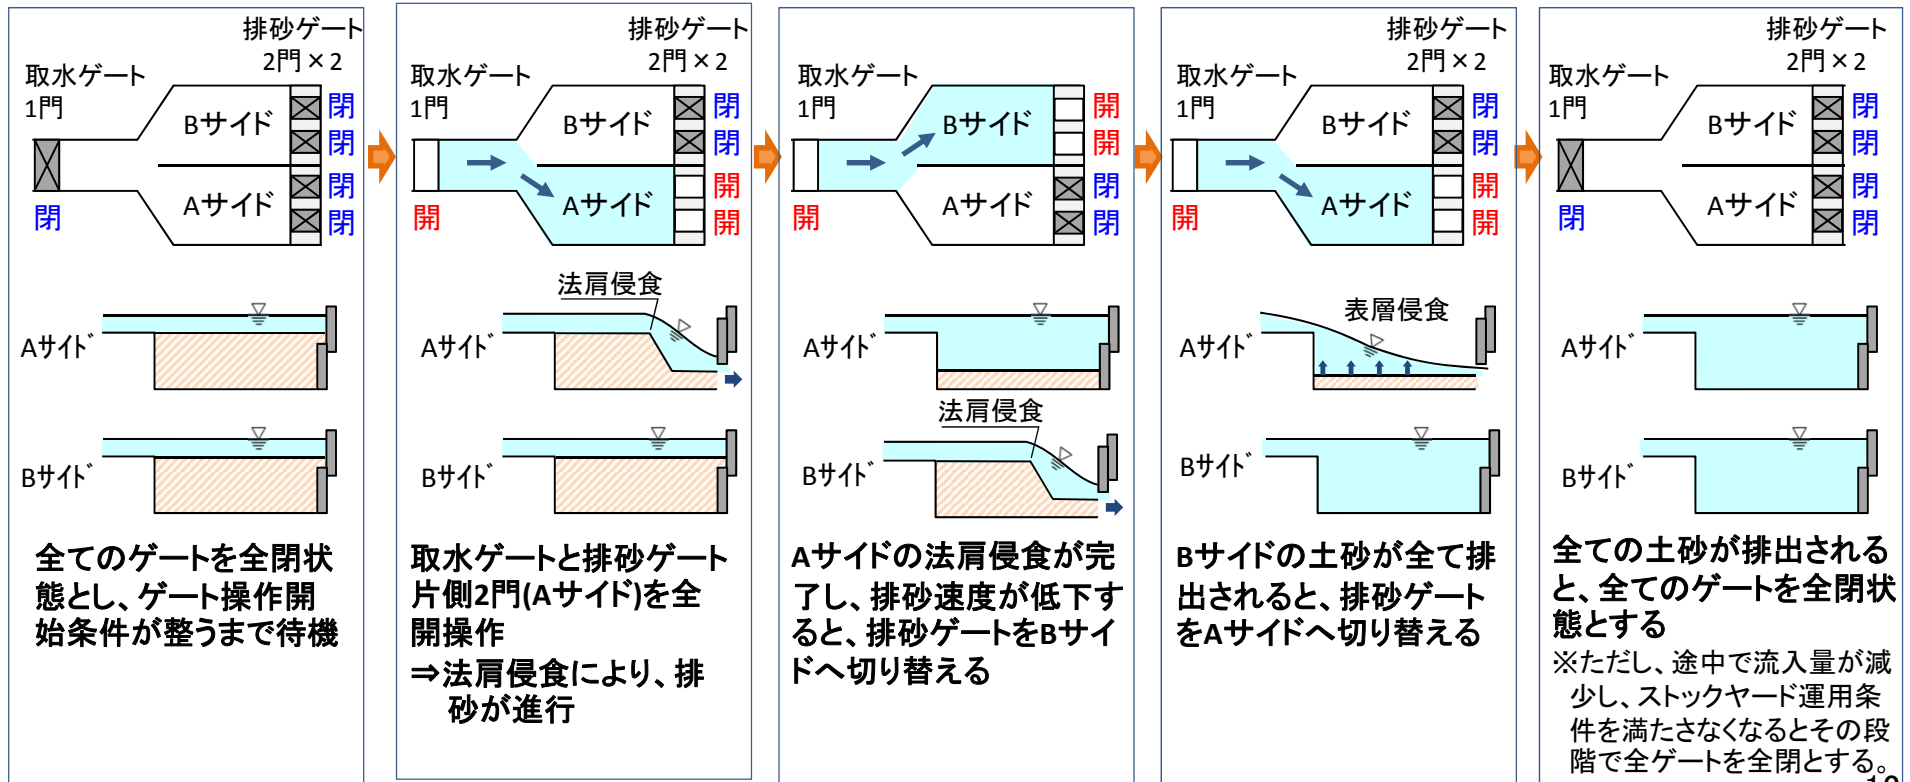 排砂ゲート
2門×2
取水ゲート
1門
Bサイド
Aサイド
閉
閉
閉
閉
閉
Aサイド
Bサイド
全てのゲートを全閉状
態とし、ゲート操作開
始条件が整うまで待機
排砂ゲート
2門×2
取水ゲート
1門
Bサイド
Aサイド
閉
閉
開
開
開
法肩侵食
Aサイド
Bサイド
取水ゲートと排砂ゲート
片側2門(Aサイド)を全
開操作
⇒法肩侵食により、排
砂が進行
取水ゲート
1門
Bサイド
Aサイド
開
開
閉
閉
開
Aサイド
法肩侵食
Bサイド
Aサイドの法肩侵食が完
了し、排砂速度が低下す
ると、排砂ゲートをBサイ
ドへ切り替える
排砂ゲート
2門×2
取水ゲート
1門
Bサイド
Aサイド
閉
閉
開
開
開
表層侵食
Aサイド
Bサイド
Bサイドの土砂が全て排
出されると、排砂ゲート
をAサイドへ切り替える
排砂ゲート
2門×2
取水ゲート
1門
Bサイド
Aサイド
閉
閉
閉
閉
閉
Aサイド
Bサイド
全ての土砂が排出される
と、全てのゲートを全閉状
態とする
※ただし、途中で流入量が減
少し、ストックヤード運用条
件を満たさなくなるとその段
階で全ゲートを全閉とする。